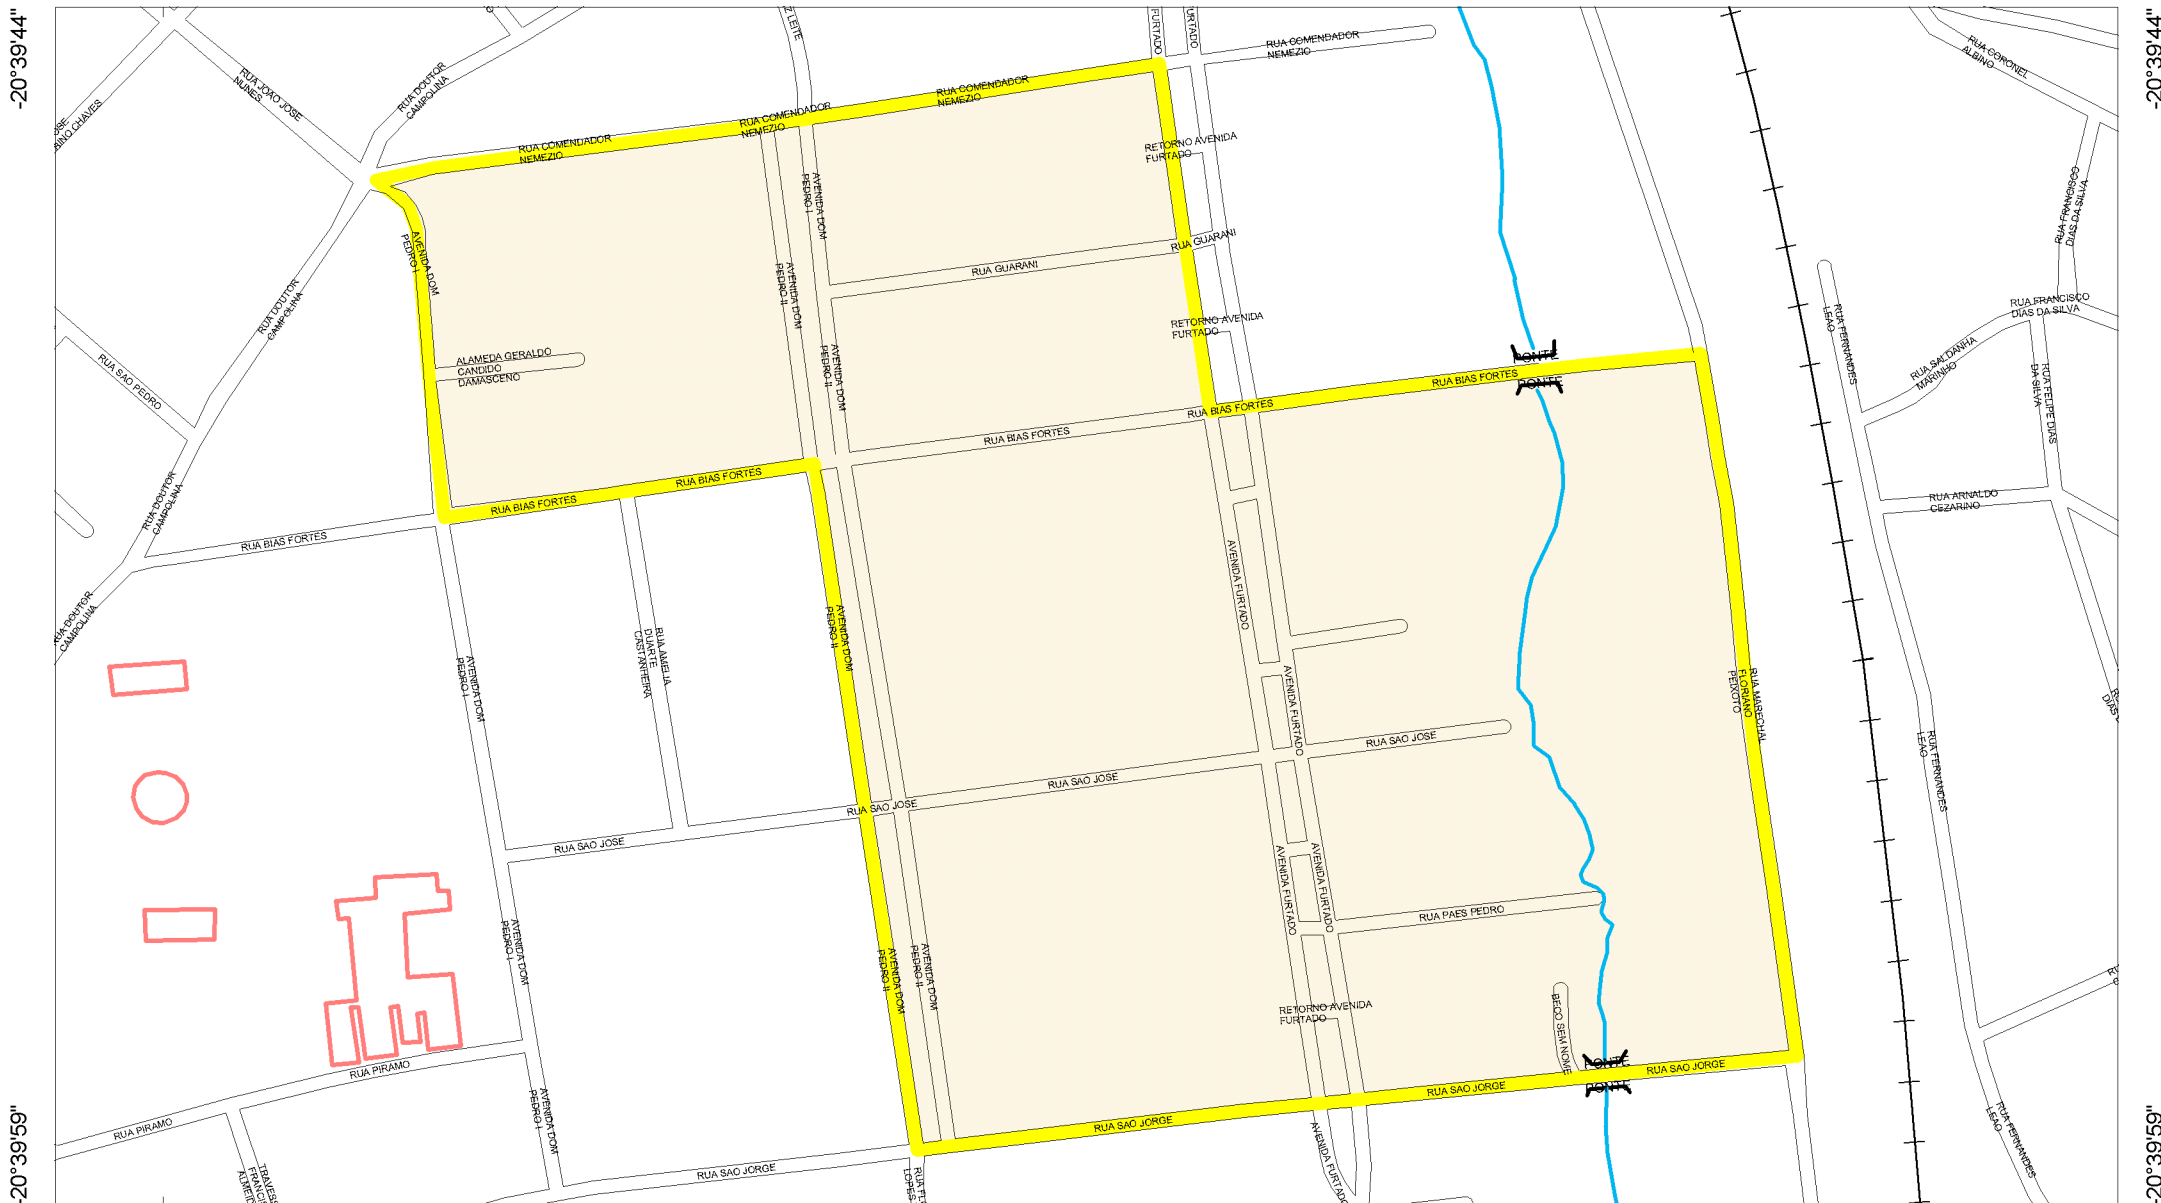 -20°39'44"
-20°39'44"
FURTADO
RUA COMENDADOR
NEMEZIO
RUA CORONEL
ALBINO
RUA JOAO JOSE
NUNES
RUA DOUTOR
CAMPOLINA
RUA COMENDADOR
NEMEZIO
RUA COMENDADOR
NEMEZIO
RUA COMENDADOR
NEMEZIO
RETORNO AVENIDA
FURTADO
AVENIDA DOM
PEDRO I
RUA FRANCISCO
DIAS DA SILVA
AVENIDA DOM
PEDRO I
RUA GUARANI
RUA GUARANI
AVENIDA DOM
PEDRO II
RUA DOUTOR
CAMPOLINA
RUA FRANCISCO
DIAS DA SILVA
RETORNO AVENIDA
FURTADO
RUA FERNANDES
LEAO
RUA SALDANHA
MARINHO
ALAMEDA GERALDO
CANDIDO
DAMASCENO
AVENIDA DOM
PEDRO II
PONTE
PONTE
RUA SAO PEDRO
RUA BIAS FORTES
RUA FELIPE DIAS
DA SILVA
RUA BIAS FORTES
RUA BIAS FORTES
RUA BIAS FORTES
RUA BIAS FORTES
RUA DOUTOR
CAMPOLINA
RUA ARNALDO
CEZARINO
RUA BIAS FORTES
AVENIDA FURTADO
RUA DOUTOR
CAMPOLINA
AVENIDA DOM
PEDRO II
RUA AMELIA
DUARTE
CASTANHEIRA
AVENIDA DOM
PEDRO I
AVENIDA FURTADO
RUA MARECHAL
FLORIANO
PEIXOTO
RUA SAO JOSE
RUA FERNANDES
LEAO
RUA SAO JOSE
RUA SAO JOSE
RUA SAO JOSE
AVENIDA FURTADO
AVENIDA FURTADO
RUA PAES PEDRO
AVENIDA DOM
PEDRO I
AVENIDA DOM
PEDRO II
AVENIDA DOM
PEDRO II
RETORNO AVENIDA
FURTADO
BECO SEM NOME
PONTE
PONTE
RUA SAO JORGE
RUA PIRAMO
RUA SAO JORGE
AVENIDA DOM
PEDRO I
RUA SAO JORGE
RUA PIRAMO
AVENIDA FURTADO
RUA FERNANDES
LEAO
RUA SAO JORGE
-20°39'59"
-20°39'59"